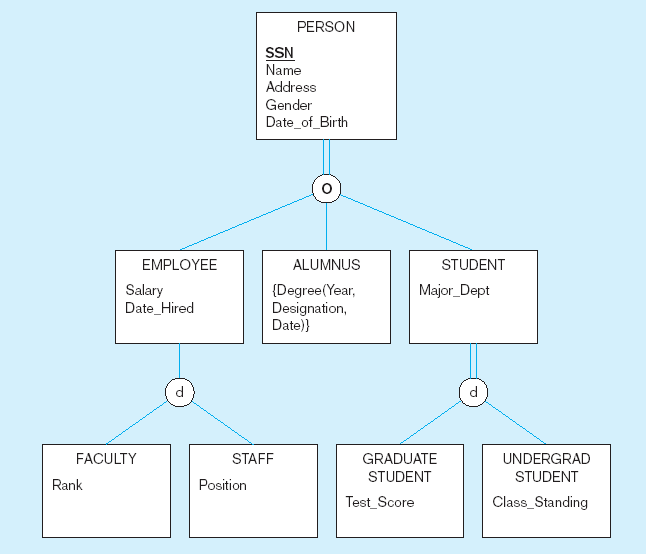 PERSON
SSN
Name
Address
Gender
Date_of_Birth
O
EMPLOYEE
Salary
Date_Hired
ALUMNUS
{Degree(Year,
Designation,
Date)}
STUDENT
Major_Dept
d
d
FACULTY
Rank
STAFF
Position
GRADUATE
STUDENT
Test_Score
UNDERGRAD
STUDENT
Class_Standing